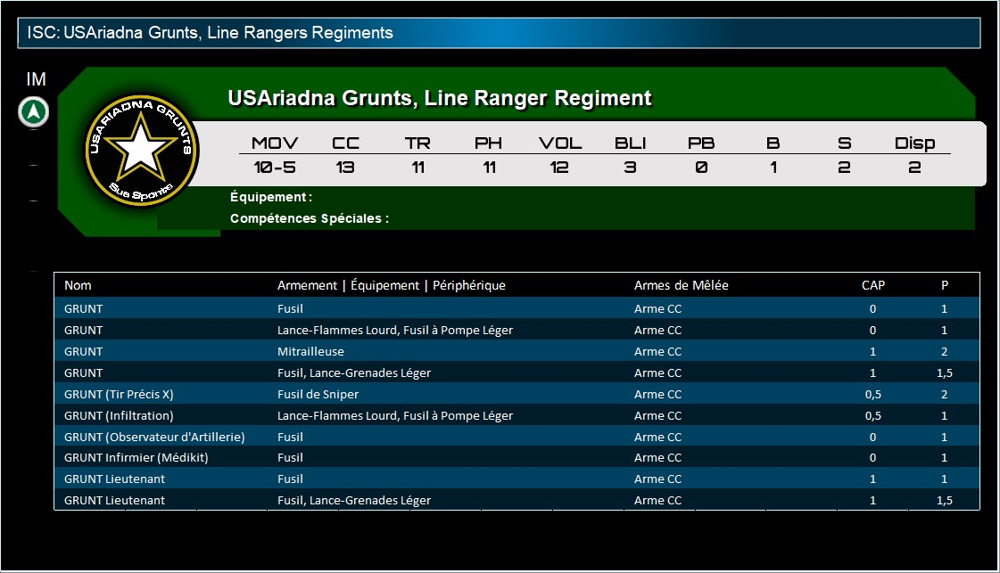 ISC: USAriadna Grunts, Line Rangers Regiments
IM
USAriadna Grunts, Line Ranger Regiment
USARIADNA GRUNTS
Sua Sponte
MOV CC TR PH VOL BLI PB B S Disp
10-5 13 11 11 12 3 0 1 2 2
Équipement :
Compétences Spéciales :
Nom Armement | Équipement | Périphérique Armes de Mêlée CAP P
GRUNT Fusil Arme CC 0 1
GRUNT Lance-Flammes Lourd, Fusil à Pompe Léger Arme CC 0 1
GRUNT Mitrailleuse Arme CC 1 2
GRUNT Fusil, Lance-Grenades Léger Arme CC 1 1,5
GRUNT (Tir Précis X) Fusil de Sniper Arme CC 0,5 2
GRUNT (Infiltration) Lance-Flammes Lourd, Fusil à Pompe Léger Arme CC 0,5 1
GRUNT (Observateur d'Artillerie) Fusil Arme CC 0 1
GRUNT Infirmier (Médikit) Fusil Arme CC 0 1
GRUNT Lieutenant Fusil Arme CC 1 1
GRUNT Lieutenant Fusil, Lance-Grenades Léger Arme CC 1 1,5